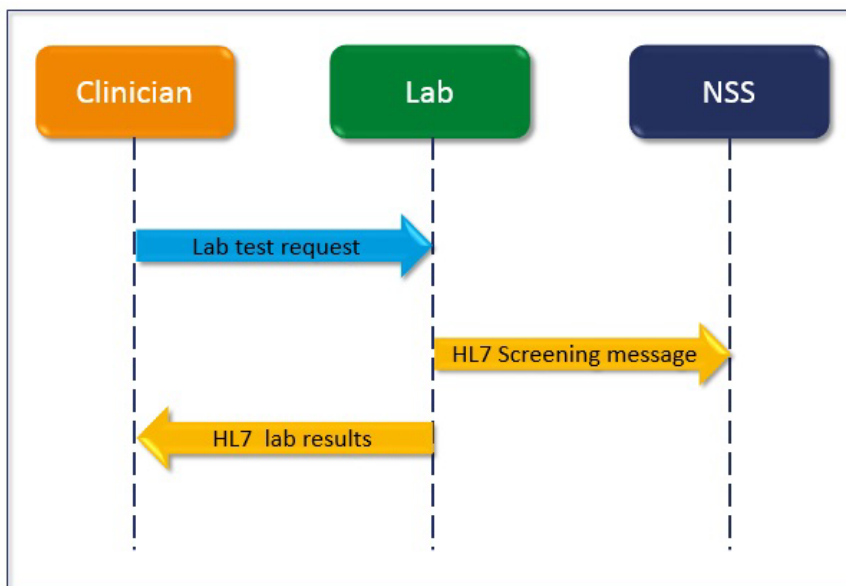 Clinician
Lab
NSS
Lab test request
HL7 Screening message
HL7 lab results